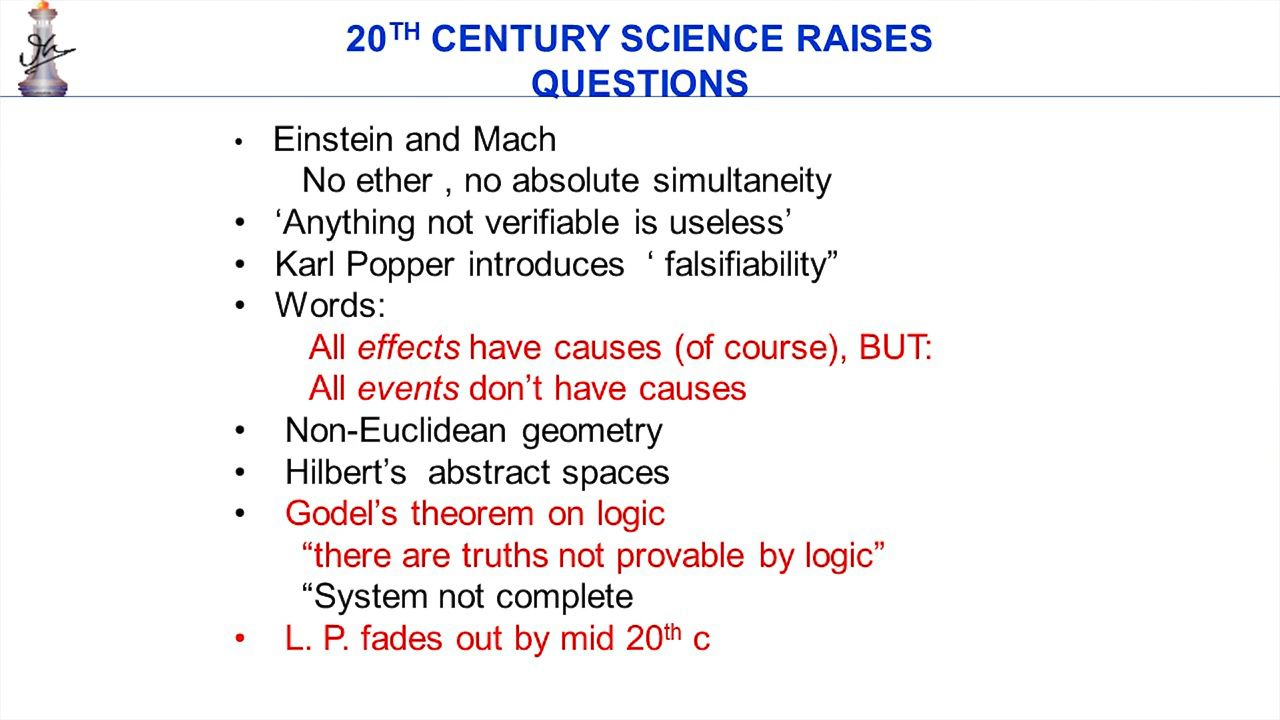 20TH CENTURY SCIENCE RAISES
QUESTIONS
• Einstein and Mach
No ether , no absolute simultaneity
• ‘Anything not verifiable is useless’
• Karl Popper introduces ‘ falsifiability”
• Words:
All effects have causes (of course), BUT:
All events don’t have causes
• Non-Euclidean geometry
• Hilbert’s abstract spaces
• Godel’s theorem on logic
“there are truths not provable by logic”
“System not complete
• L. P. fades out by mid 20th c